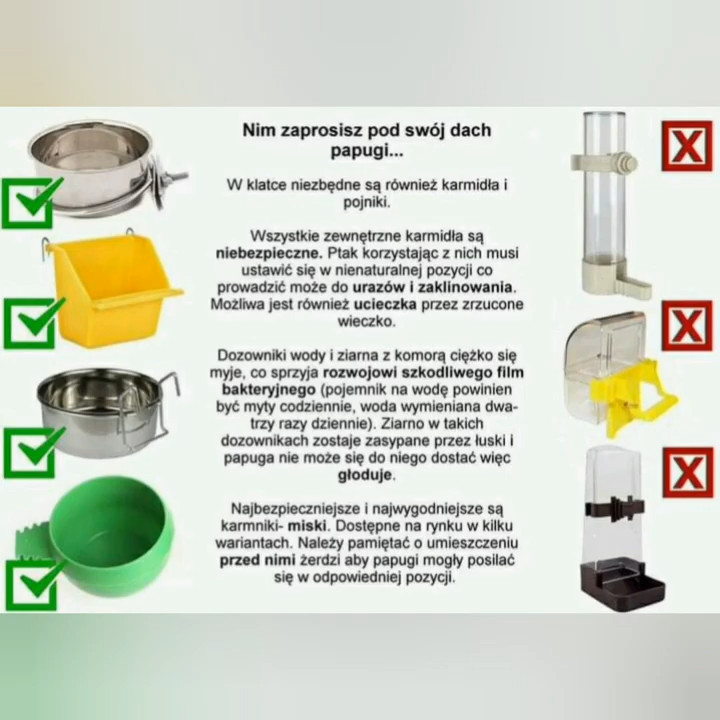 Nim zaprosisz pod swój dach
papugi...
W klatce niezbędne są również karmidła i
pojniki.
Wszystkie zewnętrzne karmidła są
niebezpieczne. Ptak korzystając z nich musi
ustawić się w nienaturalnej pozycji co
prowadzić może do urazów i zaklinowania.
Możliwa jest również ucieczka przez zrzucone
wieczko.
Dozowniki wody i ziarna z komorą ciężko się
myje, co sprzyja rozwojowi szkodliwego film
bakteryjnego (pojemnik na wodę powinien
być myty codziennie, woda wymieniana dwa-
trzy razy dziennie). Ziarno w takich
dozownikach zostaje zasypane przez łuski i
papuga nie może się do niego dostać więc
głoduje.
Najbezpieczniejsze i najwygodniejsze są
karmniki- miski. Dostępne na rynku w kilku
wariantach. Należy pamiętać o umieszczeniu
przed nimi żerdzi aby papugi mogły posilać
się w odpowiedniej pozycji.